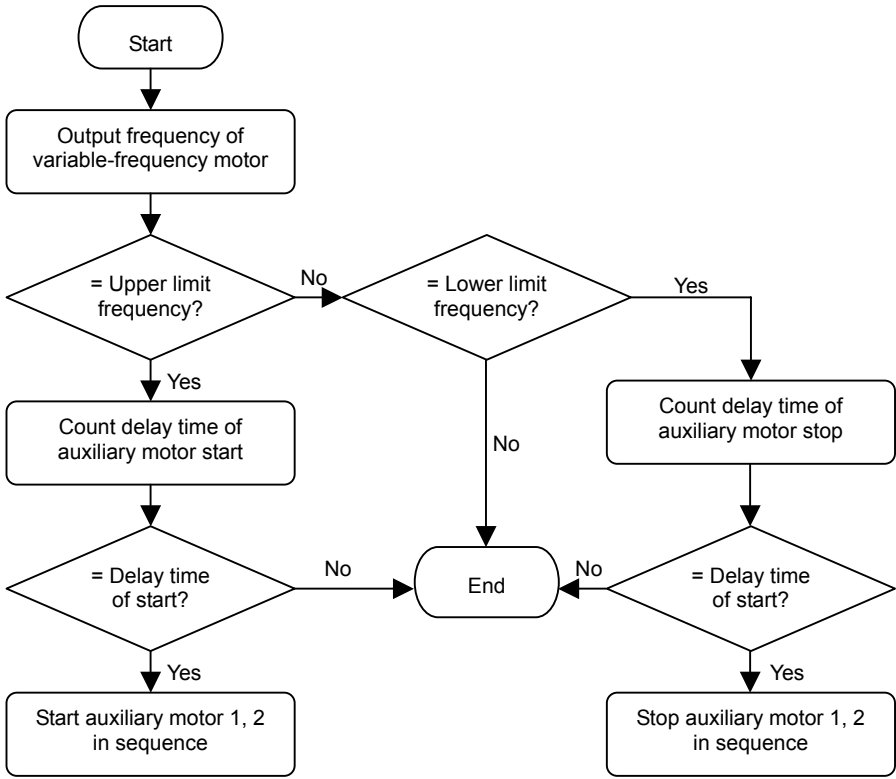 Start
Output frequency of
variable-frequency motor
= Upper limit
frequency?
No
= Lower limit
frequency?
Yes
Yes
Count delay time of
auxiliary motor start
No
Count delay time of
auxiliary motor stop
= Delay time
of start?
No
End
No
= Delay time
of start?
Yes
Yes
Start auxiliary motor 1, 2
in sequence
Stop auxiliary motor 1, 2
in sequence